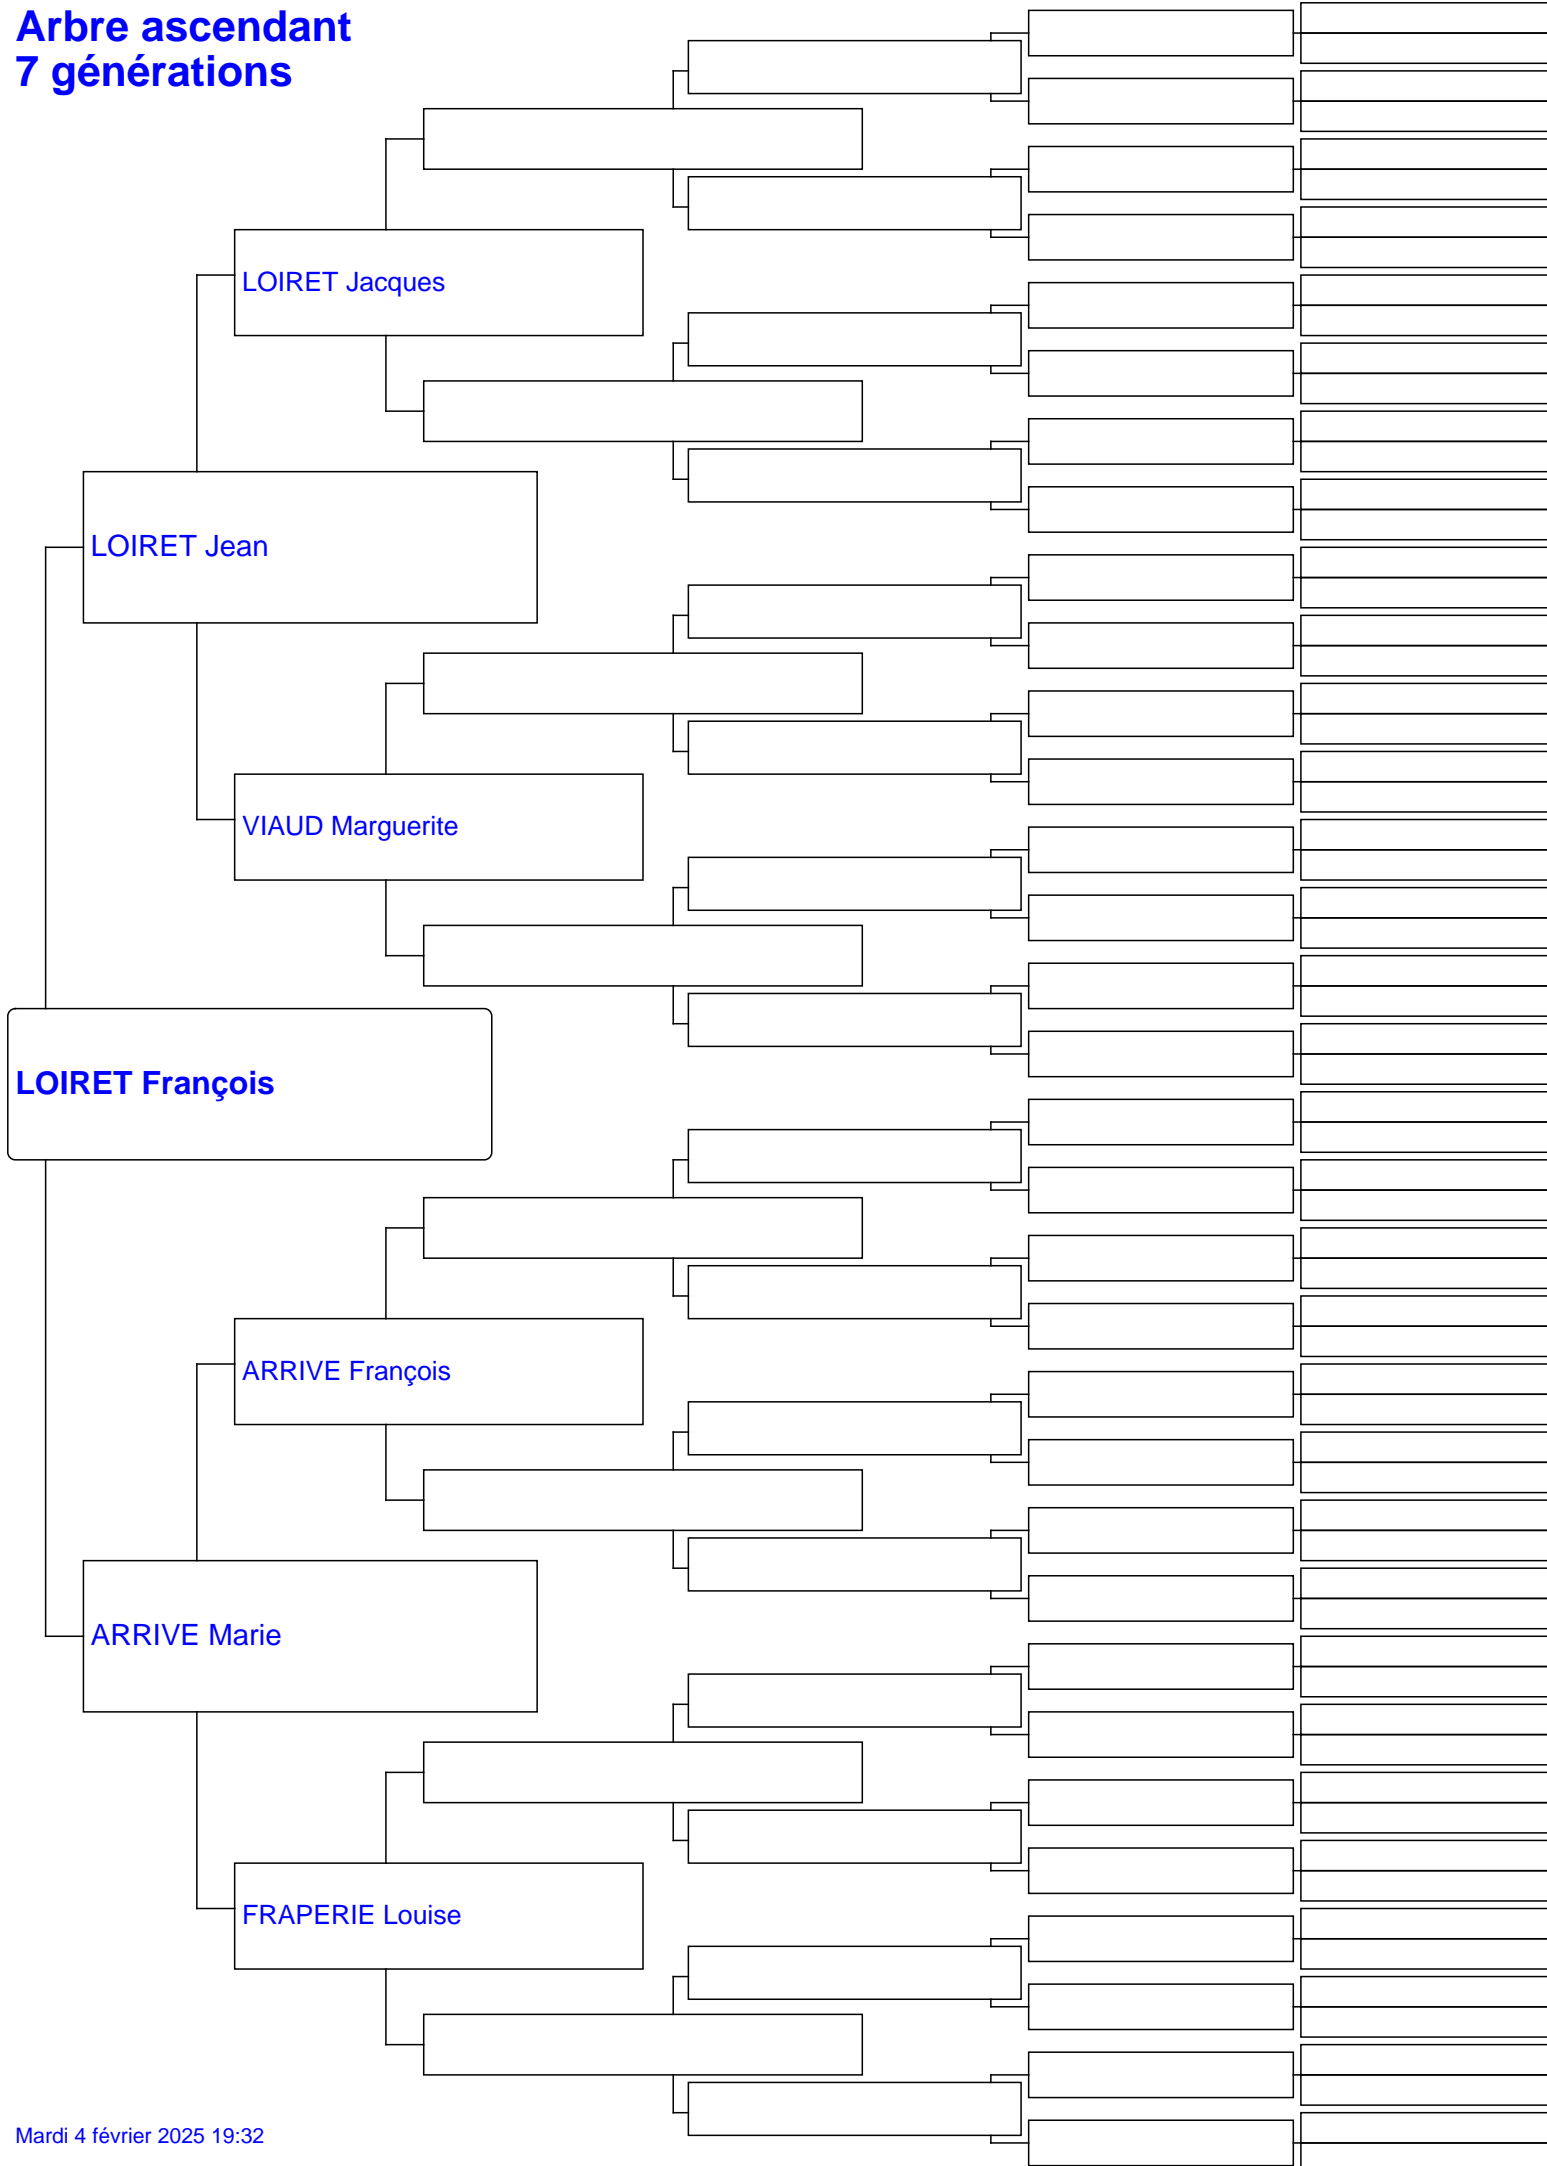 Arbre ascendant
7 générations
LOIRET Jacques
LOIRET Jean
VIAUD Marguerite
LOIRET François
ARRIVE François
ARRIVE Marie
FRAPERIE Louise
Mardi 4 février 2025 19:32